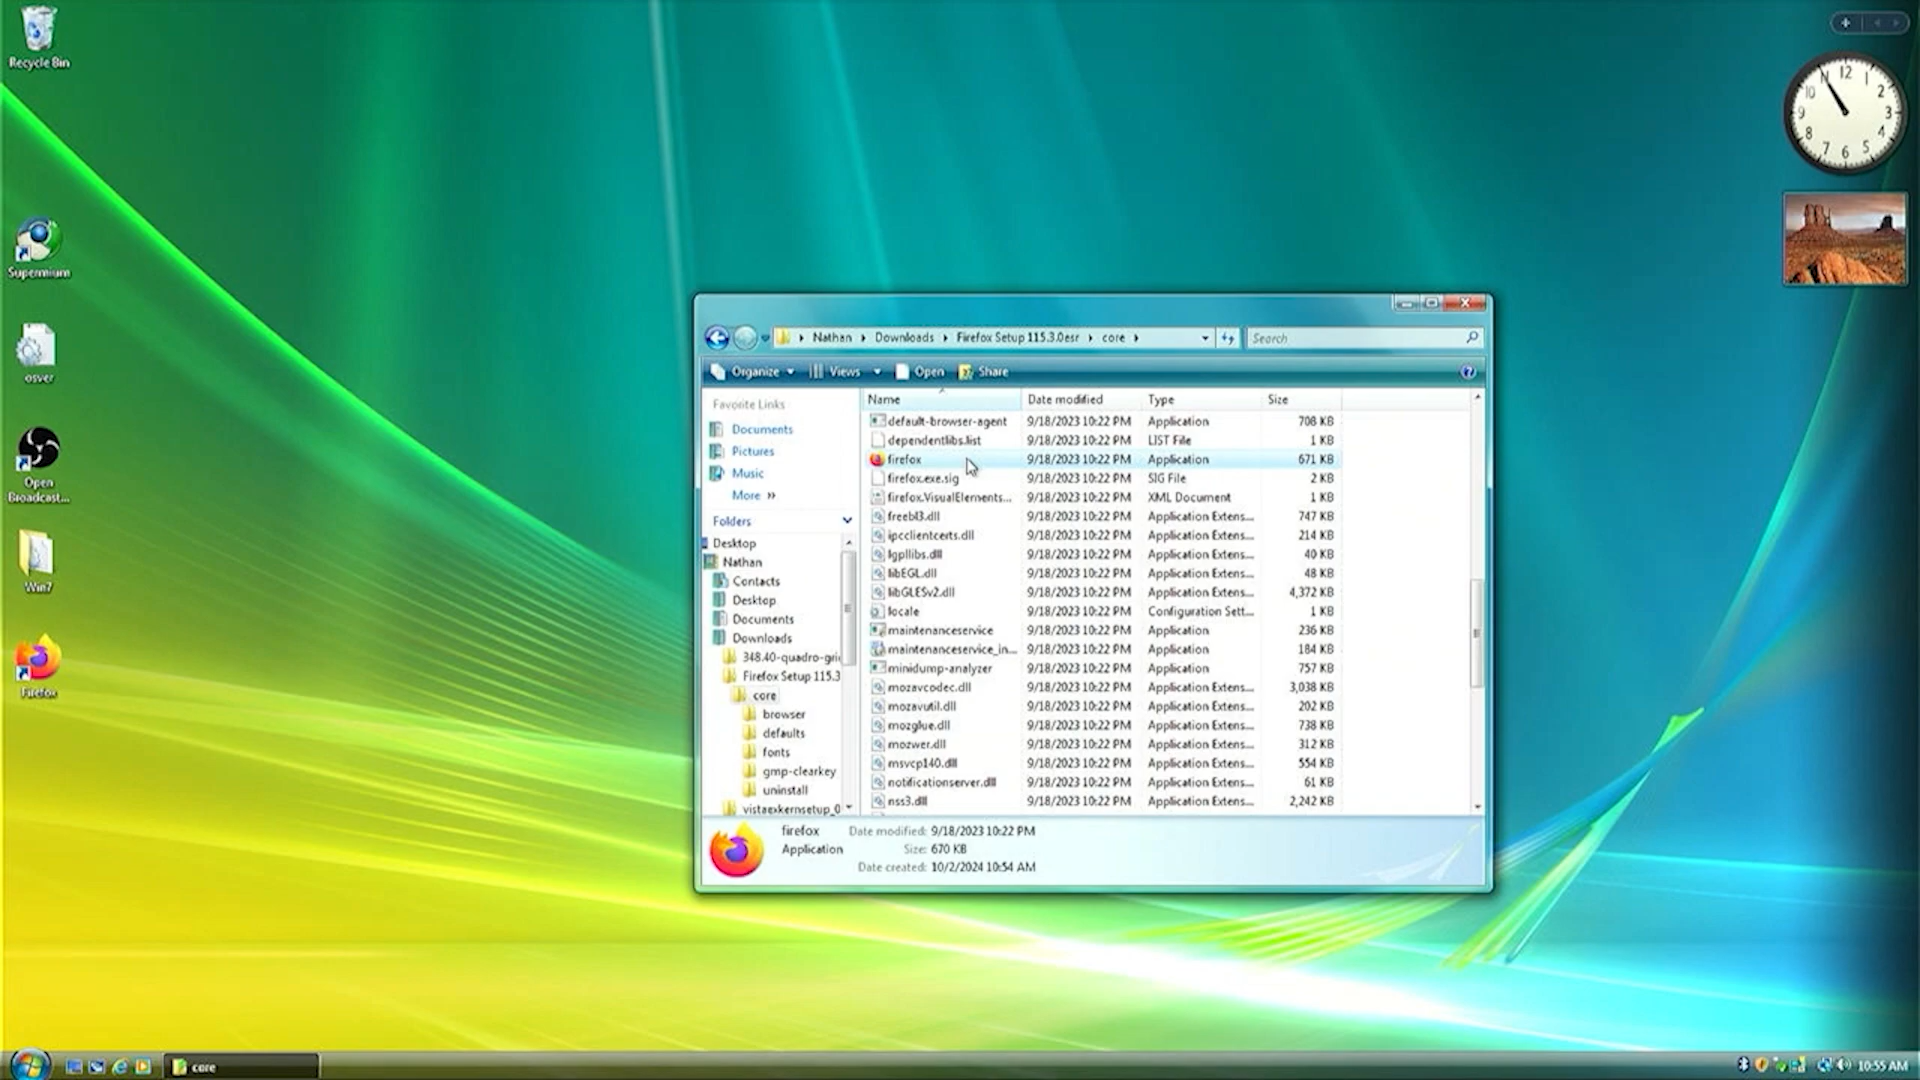 Recycle Bin
Supermium
osver
Open
Broadcast...
Win7
Firefox
12
1
2
3
4
5
6
7
8
9
10
11
Nathan Downloads Firefox Setup 115.3.0esr core
Search
Organize Views Open Share
Favorite Links
Documents
Pictures
Music
More »
Folders
Desktop
Nathan
Contacts
Desktop
Documents
Downloads
348.40-quadro-gri
Firefox Setup 115.3
core
browser
defaults
fonts
gmp-clearkey
uninstall
vistaexkernsetup_0
Name Date modified Type Size
default-browser-agent 9/18/2023 10:22 PM Application 708 KB
dependentlibs.list 9/18/2023 10:22 PM LIST File 1 KB
firefox 9/18/2023 10:22 PM Application 671 KB
firefox.exe.sig 9/18/2023 10:22 PM SIG File 2 KB
firefox.VisualElements... 9/18/2023 10:22 PM XML Document 1 KB
freebl3.dll 9/18/2023 10:22 PM Application Extens... 747 KB
ipcclientcerts.dll 9/18/2023 10:22 PM Application Extens... 214 KB
lgpllibs.dll 9/18/2023 10:22 PM Application Extens... 40 KB
libEGL.dll 9/18/2023 10:22 PM Application Extens... 48 KB
libGLESv2.dll 9/18/2023 10:22 PM Application Extens... 4,372 KB
locale 9/18/2023 10:22 PM Configuration Sett... 1 KB
maintenanceservice 9/18/2023 10:22 PM Application 236 KB
maintenanceservice_in... 9/18/2023 10:22 PM Application 184 KB
minidump-analyzer 9/18/2023 10:22 PM Application 757 KB
mozavcodec.dll 9/18/2023 10:22 PM Application Extens... 3,038 KB
mozavutil.dll 9/18/2023 10:22 PM Application Extens... 202 KB
mozglue.dll 9/18/2023 10:22 PM Application Extens... 738 KB
mozwer.dll 9/18/2023 10:22 PM Application Extens... 312 KB
msvcp140.dll 9/18/2023 10:22 PM Application Extens... 554 KB
notificationserver.dll 9/18/2023 10:22 PM Application Extens... 61 KB
nss3.dll 9/18/2023 10:22 PM Application Extens... 2,242 KB
firefox Date modified: 9/18/2023 10:22 PM
Application Size: 670 KB
Date created: 10/2/2024 10:54 AM
core
10:55 AM